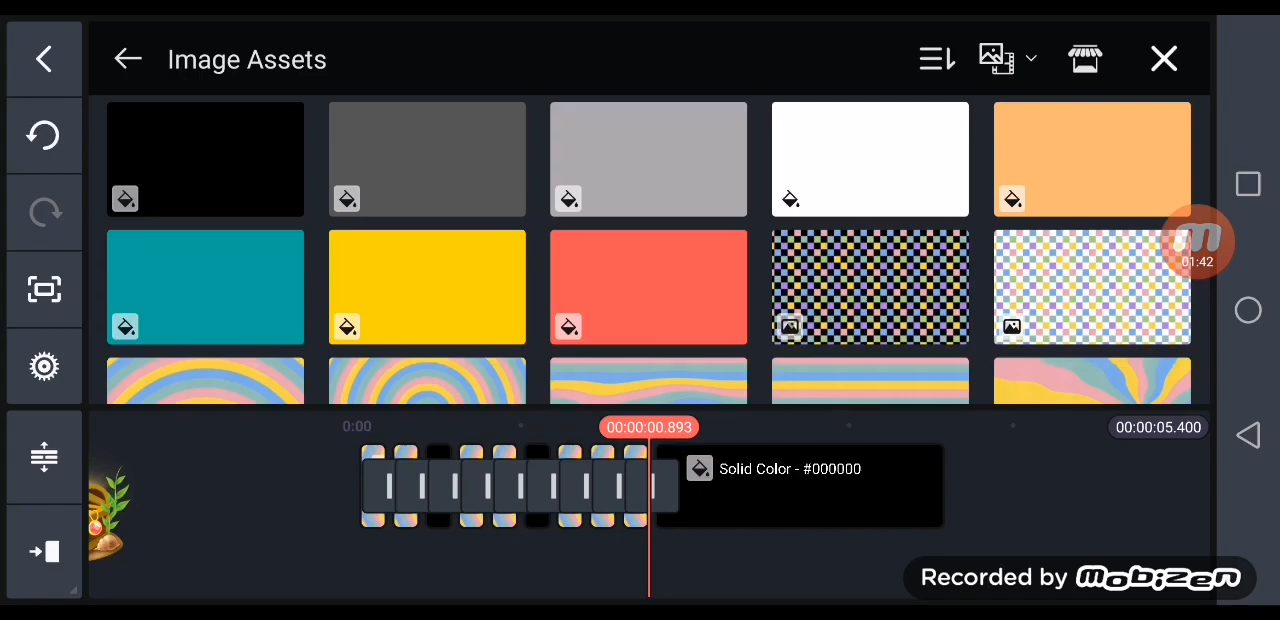 Image Assets
01:42
0:00
00:00:00.893
00:00:05.400
Solid Color - #000000
Recorded by mobizen